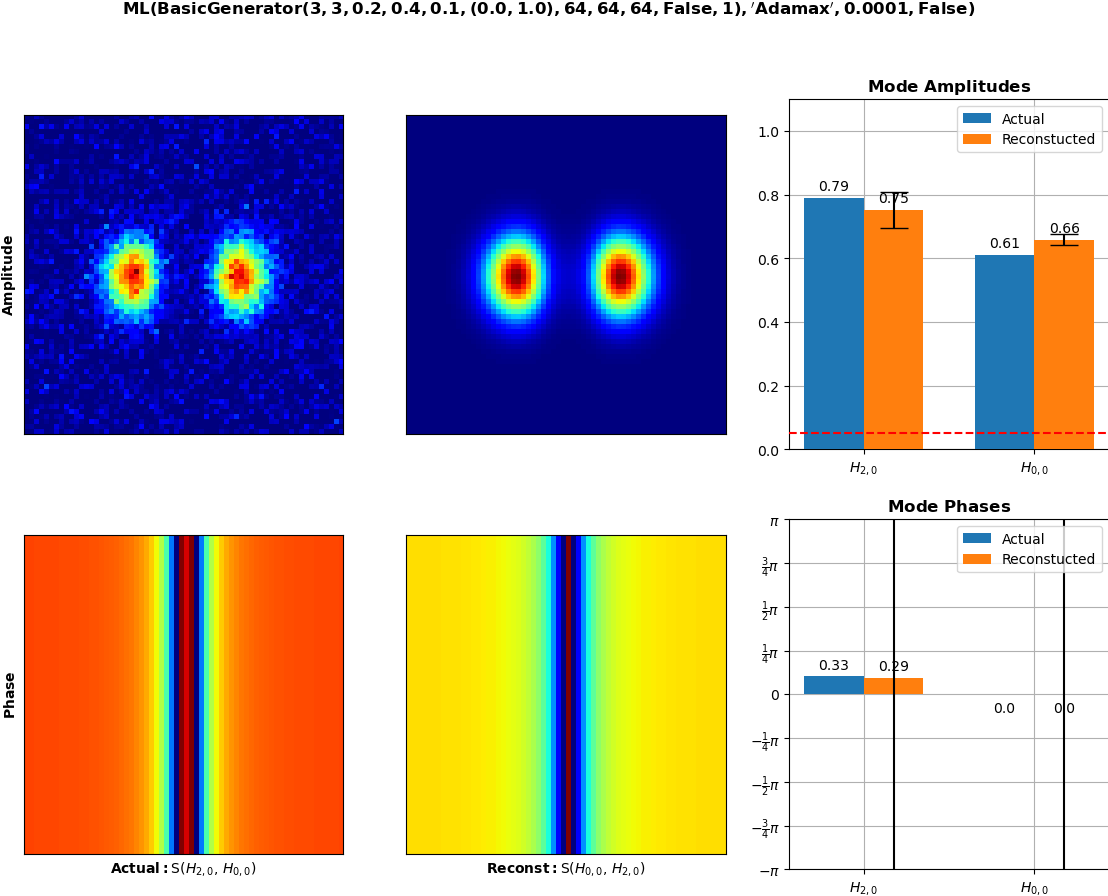 ML(BasicGenerator(3, 3, 0.2, 0.4, 0.1, (0.0, 1.0), 64, 64, 64, False, 1), ′Adamax′, 0.0001, False)
Amplitude
Mode Amplitudes
Actual
Reconstucted
1.0
0.8
0.6
0.4
0.2
0.0
0.79
0.75
0.61
0.66
H2, 0
H0, 0
Phase
Actual: S(H2, 0, H0, 0)
Reconst: S(H0, 0, H2, 0)
Mode Phases
Actual
Reconstucted
π
3/4π
1/2π
1/4π
0
−1/4π
−1/2π
−3/4π
−π
0.33
0.29
0.0
0.0
H2, 0
H0, 0